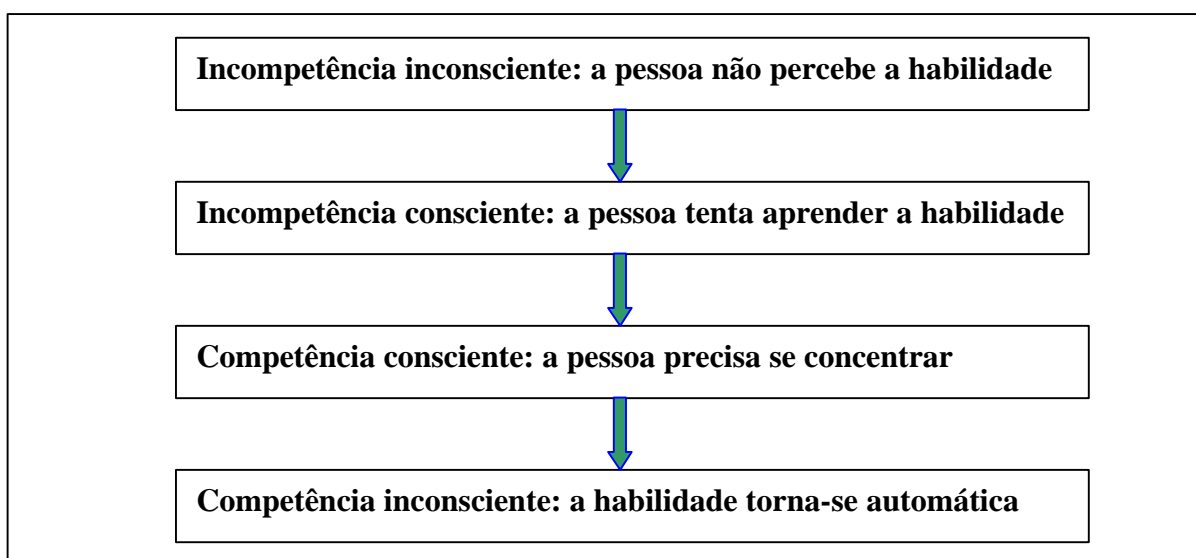 Incompetência inconsciente: a pessoa não percebe a habilidade
Incompetência consciente: a pessoa tenta aprender a habilidade
Competência consciente: a pessoa precisa se concentrar
Competência inconsciente: a habilidade torna-se automática